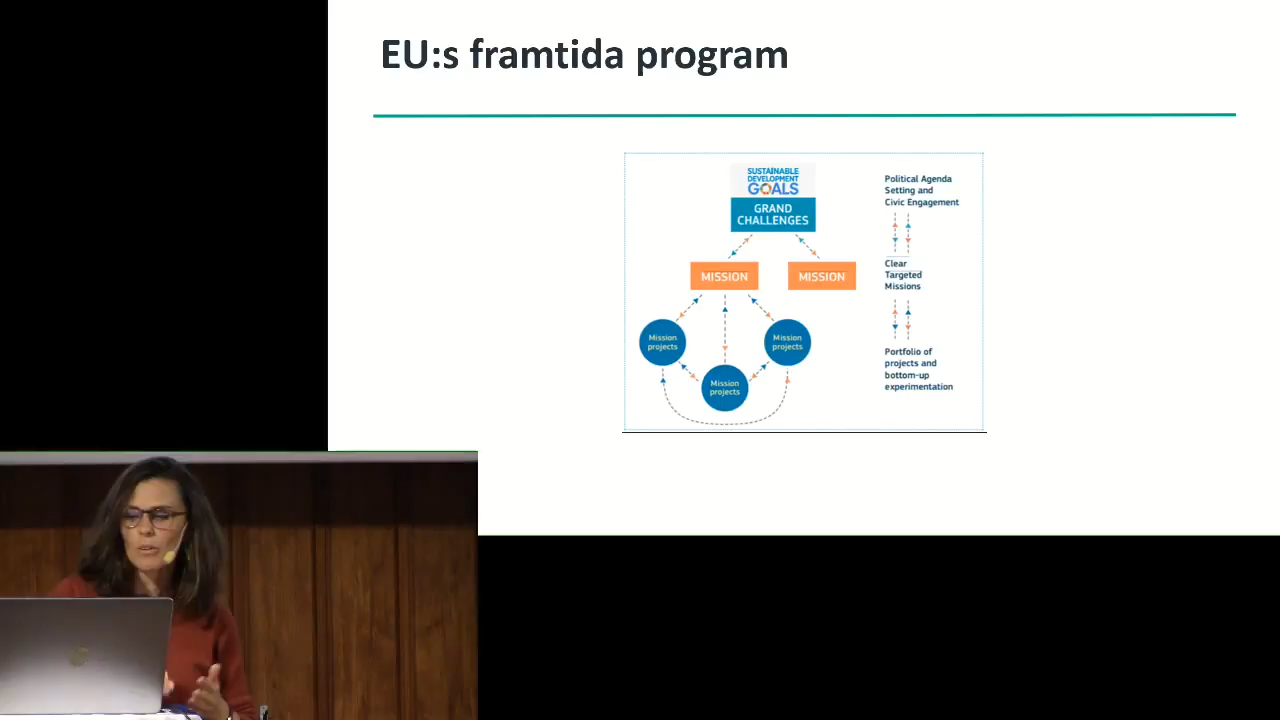 EU:s framtida program
SUSTAINABLE
DEVELOPMENT
GOALS
GRAND
CHALLENGES
MISSION
MISSION
Mission
projects
Mission
projects
Mission
projects
Political Agenda
Setting and
Civic Engagement
Clear
Targeted
Missions
Portfolio of
projects and
bottom-up
experimentation